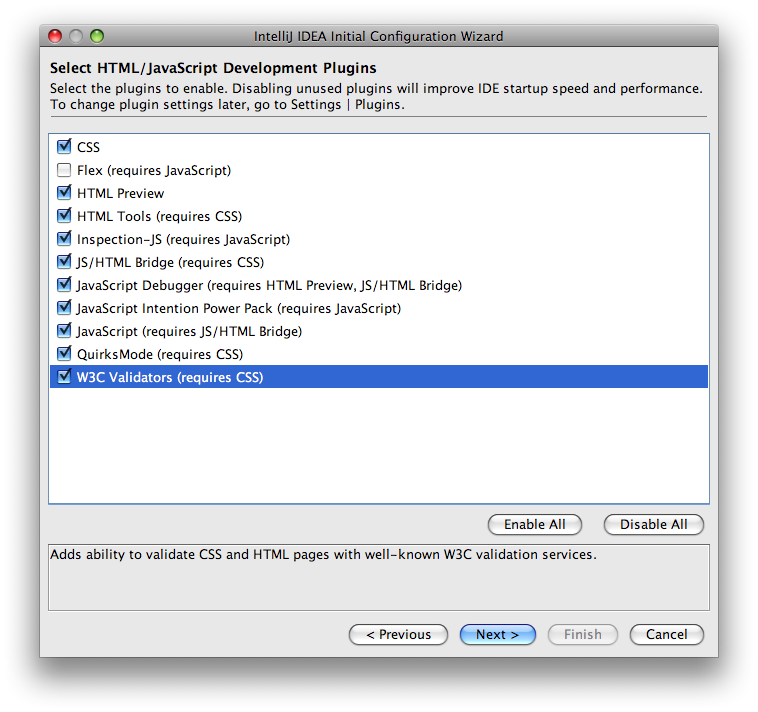 IntelliJ IDEA Initial Configuration Wizard
Select HTML/JavaScript Development Plugins
Select the plugins to enable. Disabling unused plugins will improve IDE startup speed and performance.
To change plugin settings later, go to Settings | Plugins.
CSS
Flex (requires JavaScript)
HTML Preview
HTML Tools (requires CSS)
Inspection-JS (requires JavaScript)
JS/HTML Bridge (requires CSS)
JavaScript Debugger (requires HTML Preview, JS/HTML Bridge)
JavaScript Intention Power Pack (requires JavaScript)
JavaScript (requires JS/HTML Bridge)
QuirksMode (requires CSS)
W3C Validators (requires CSS)
Enable All Disable All
Adds ability to validate CSS and HTML pages with well-known W3C validation services.
< Previous Next > Finish Cancel